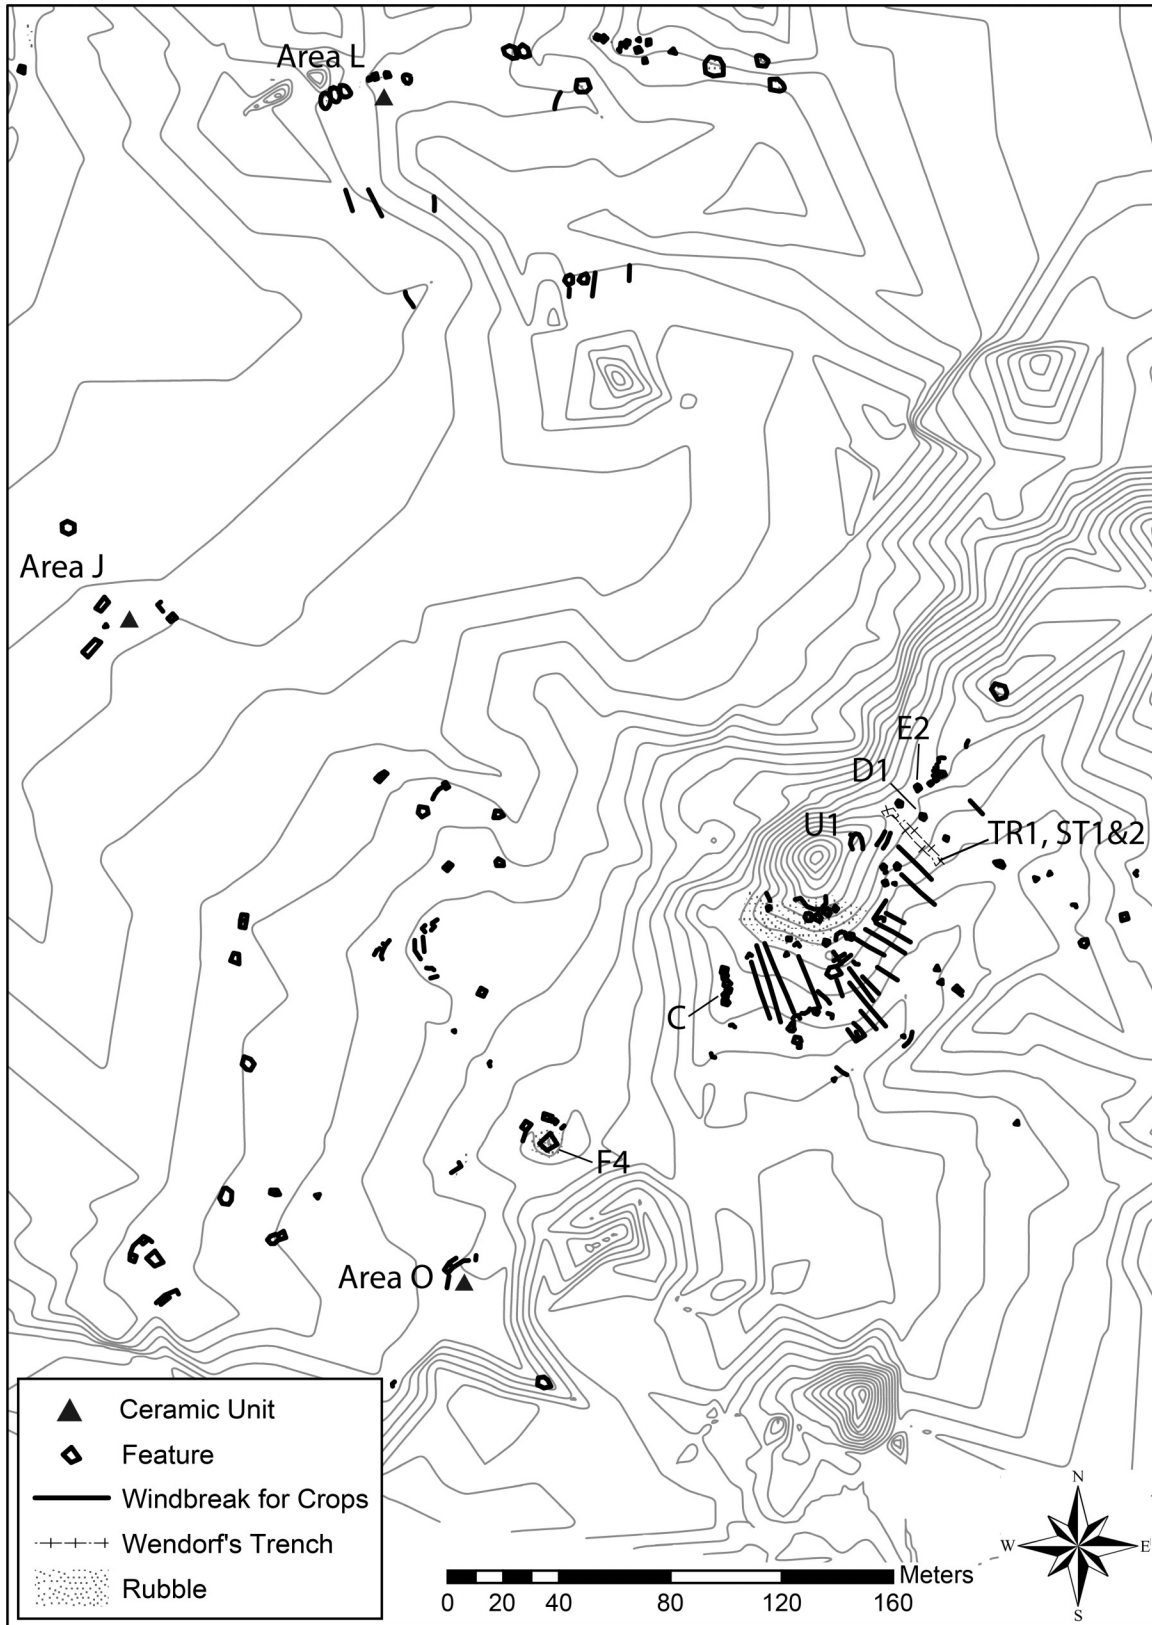 Area L
Area J
E2
D1
U1
TR1, ST1&2
C
F4
Area O
Ceramic Unit
Feature
Windbreak for Crops
Wendorf's Trench
Rubble
Meters
0 20 40 80 120 160
N
W E
S